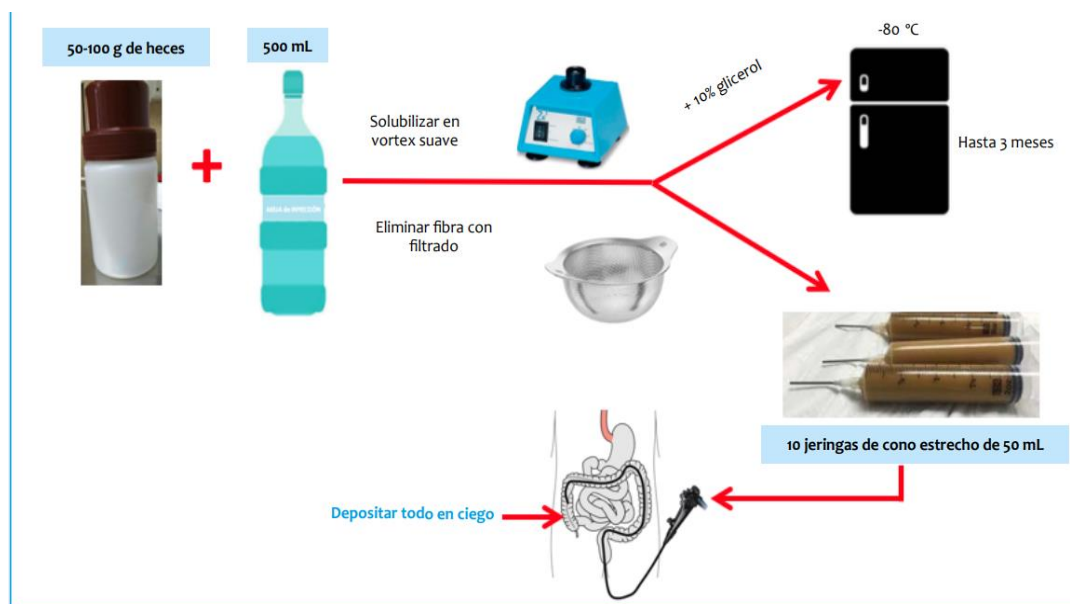 50-100 g de heces
500 mL
Solubilizar en
vortex suave
Eliminar fibra con
filtrado
+ 10% glicerol
-80 °C
Hasta 3 meses
10 jeringas de cono estrecho de 50 mL
Depositar todo en ciego